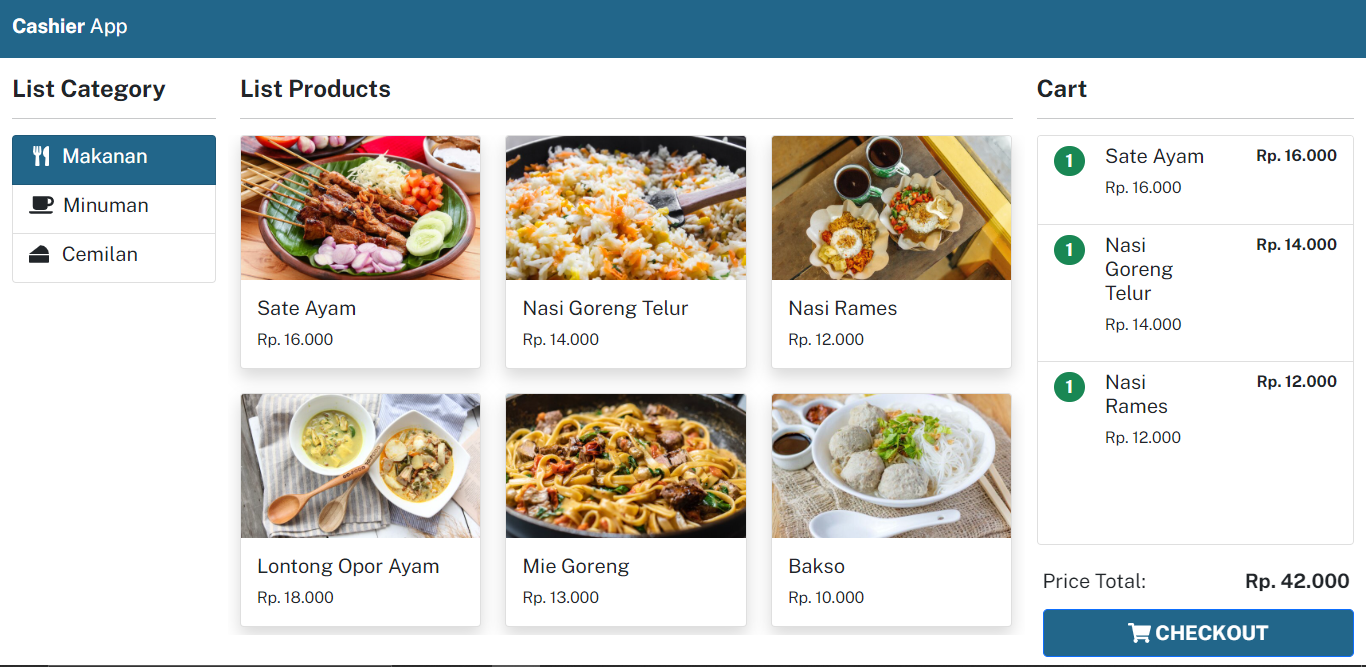 Cashier App
List Category
Makanan
Minuman
Cemilan
List Products
Sate Ayam
Rp. 16.000
Nasi Goreng Telur
Rp. 14.000
Nasi Rames
Rp. 12.000
Lontong Opor Ayam
Rp. 18.000
Mie Goreng
Rp. 13.000
Bakso
Rp. 10.000
Cart
1 Sate Ayam Rp. 16.000
Rp. 16.000
1 Nasi Rp. 14.000
Goreng
Telur
Rp. 14.000
1 Nasi Rp. 12.000
Rames
Rp. 12.000
Price Total: Rp. 42.000
CHECKOUT